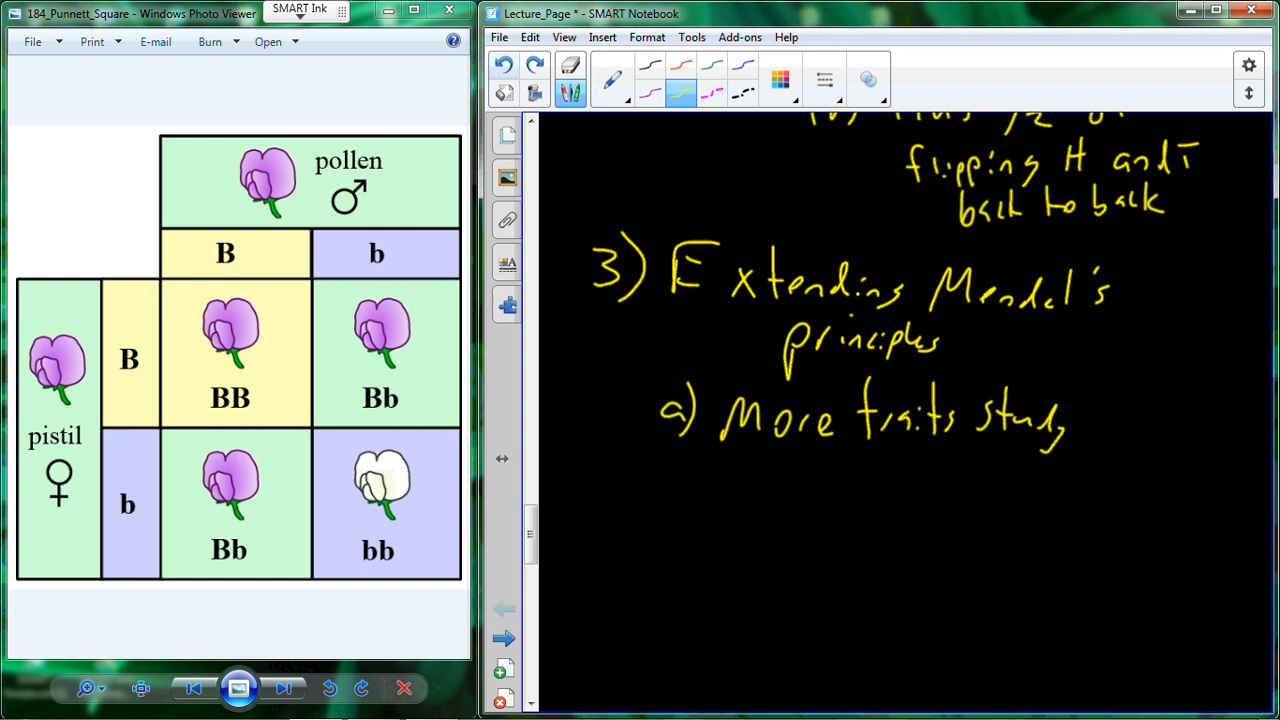 184_Punnett_Square - Windows Photo Viewer
SMART Ink
File Print E-mail Burn Open
pollen
♂
B b
pistil
♀
B
BB Bb
b
Bb bb
Lecture_Page * - SMART Notebook
File Edit View Insert Format Tools Add-ons Help
flipping H and T
back to back
3) Extending Mendel's
principles
a) More traits study